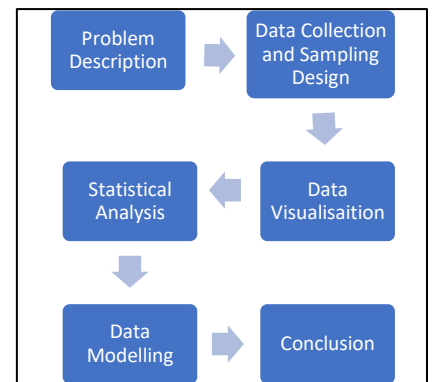 Problem
Description
Data Collection
and Sampling
Design
Data
Visualisaition
Statistical
Analysis
Data
Modelling
Conclusion